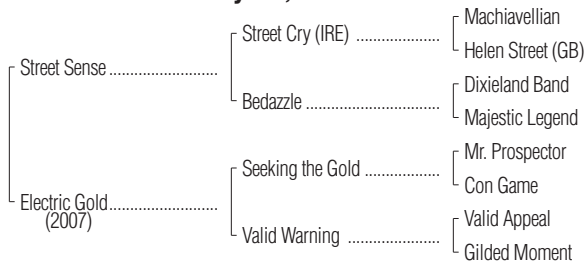 Machiavellian
Street Cry (IRE) ..................
Helen Street (GB)
Street Sense ........................
Dixieland Band
Bedazzle .............................
Majestic Legend
Mr. Prospector
Seeking the Gold ................
Con Game
Electric Gold ........................
(2007)
Valid Appeal
Valid Warning ....................
Gilded Moment